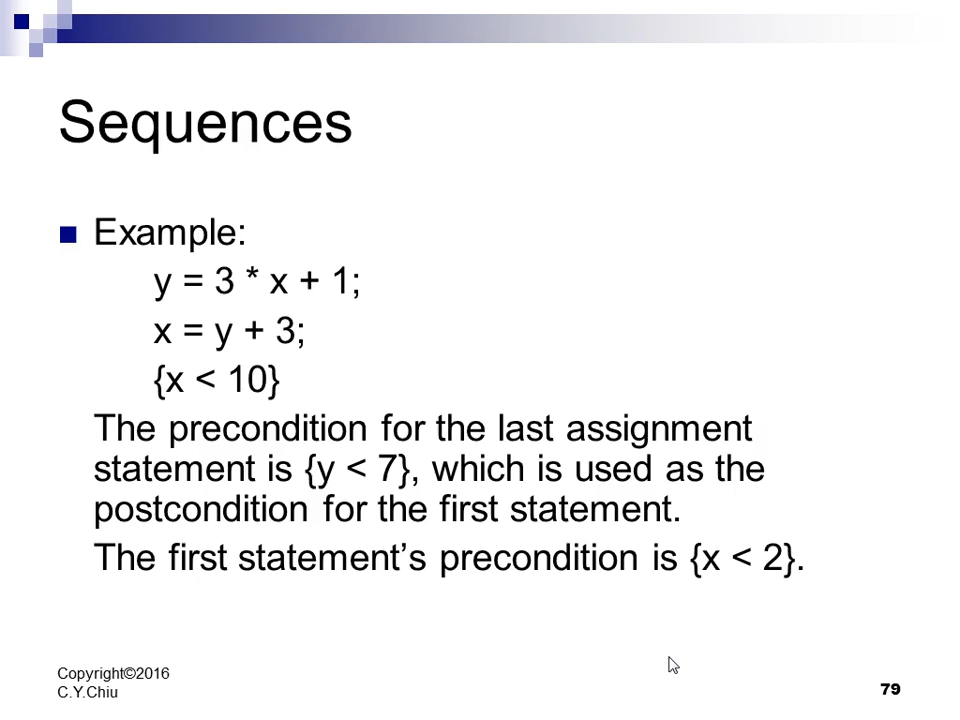 Sequences
Example:
y = 3 * x + 1;
x = y + 3;
{x < 10}
The precondition for the last assignment
statement is {y < 7}, which is used as the
postcondition for the first statement.
The first statement’s precondition is {x < 2}.
Copyright©2016
C.Y.Chiu
79